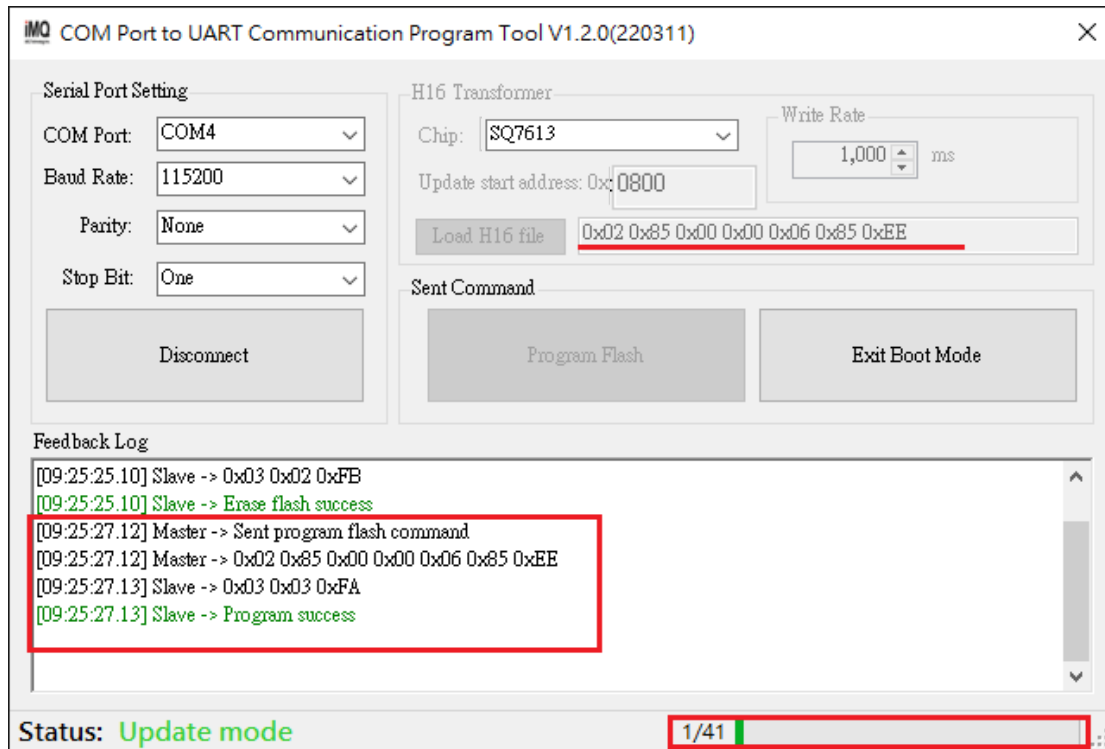 iMQ COM Port to UART Communication Program Tool V1.2.0(220311)
Serial Port Setting
COM Port: COM4
Baud Rate: 115200
Parity: None
Stop Bit: One
Disconnect
H16 Transformer
Chip: SQ7613
Update start address: 0x: 0800
Write Rate
1,000 ms
Load H16 file 0x02 0x85 0x00 0x00 0x06 0x85 0xEE
Sent Command
Program Flash Exit Boot Mode
Feedback Log
[09:25:25.10] Slave -> 0x03 0x02 0xFB
[09:25:25.10] Slave -> Erase flash success
[09:25:27.12] Master -> Sent program flash command
[09:25:27.12] Master -> 0x02 0x85 0x00 0x00 0x06 0x85 0xEE
[09:25:27.13] Slave -> 0x03 0x03 0xFA
[09:25:27.13] Slave -> Program success
Status: Update mode 1/41